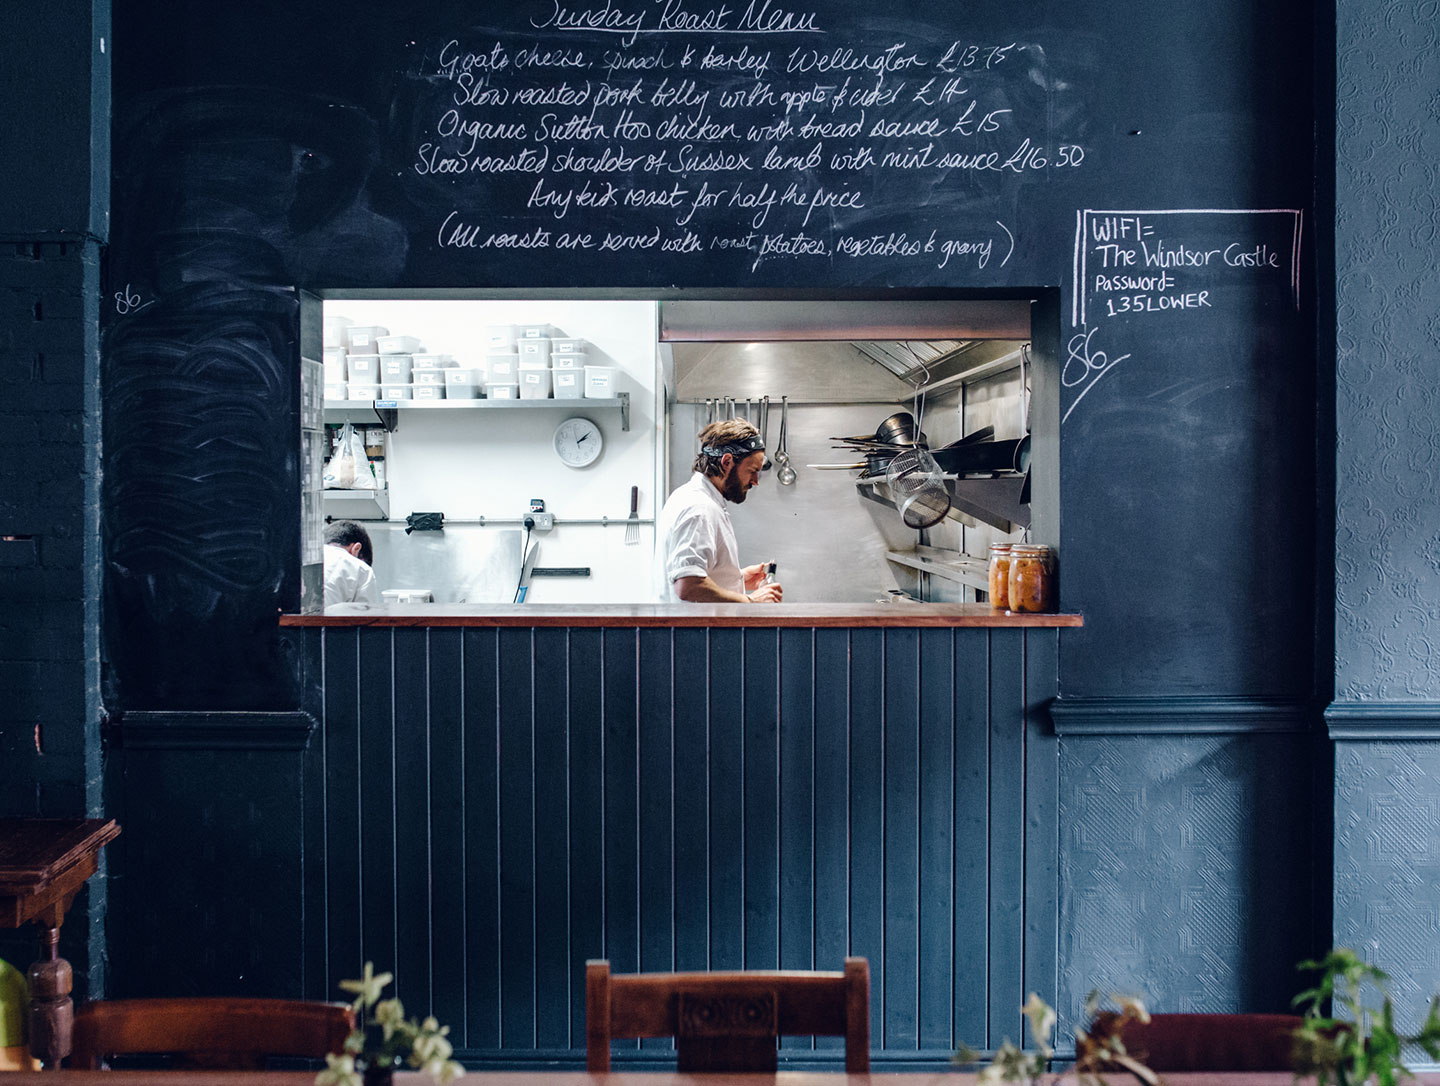 Sunday Roast Menu
Goats cheese, spinach & barley Wellington £13.75
Slow roasted pork belly with apple & cider £14
Organic Sutton Hoo chicken with bread sauce £15
Slow roasted shoulder of Sussex lamb with mint sauce £16.50
Any kids roast for half the price
(All roasts are served with roast potatoes, vegetables & gravy)
WIFI=
The Windsor Castle
Password=
135LOWER
86
86